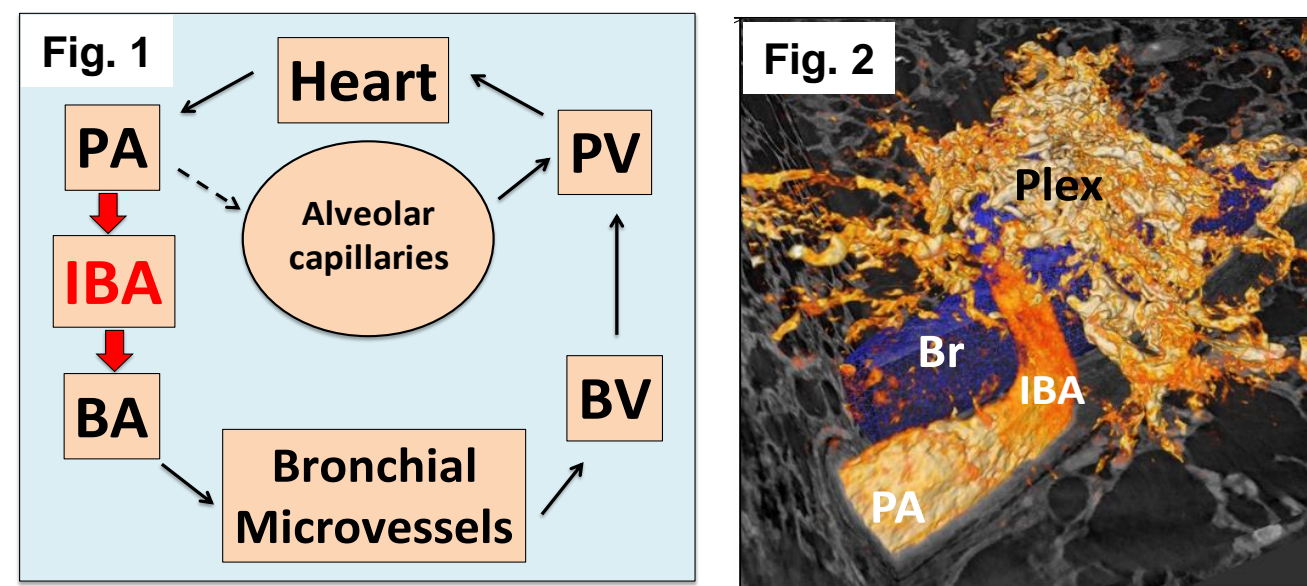 Fig. 1
Heart
PA
PV
Alveolar
capillaries
IBA
BA
BV
Bronchial
Microvessels
Fig. 2
Plex
Br
IBA
PA